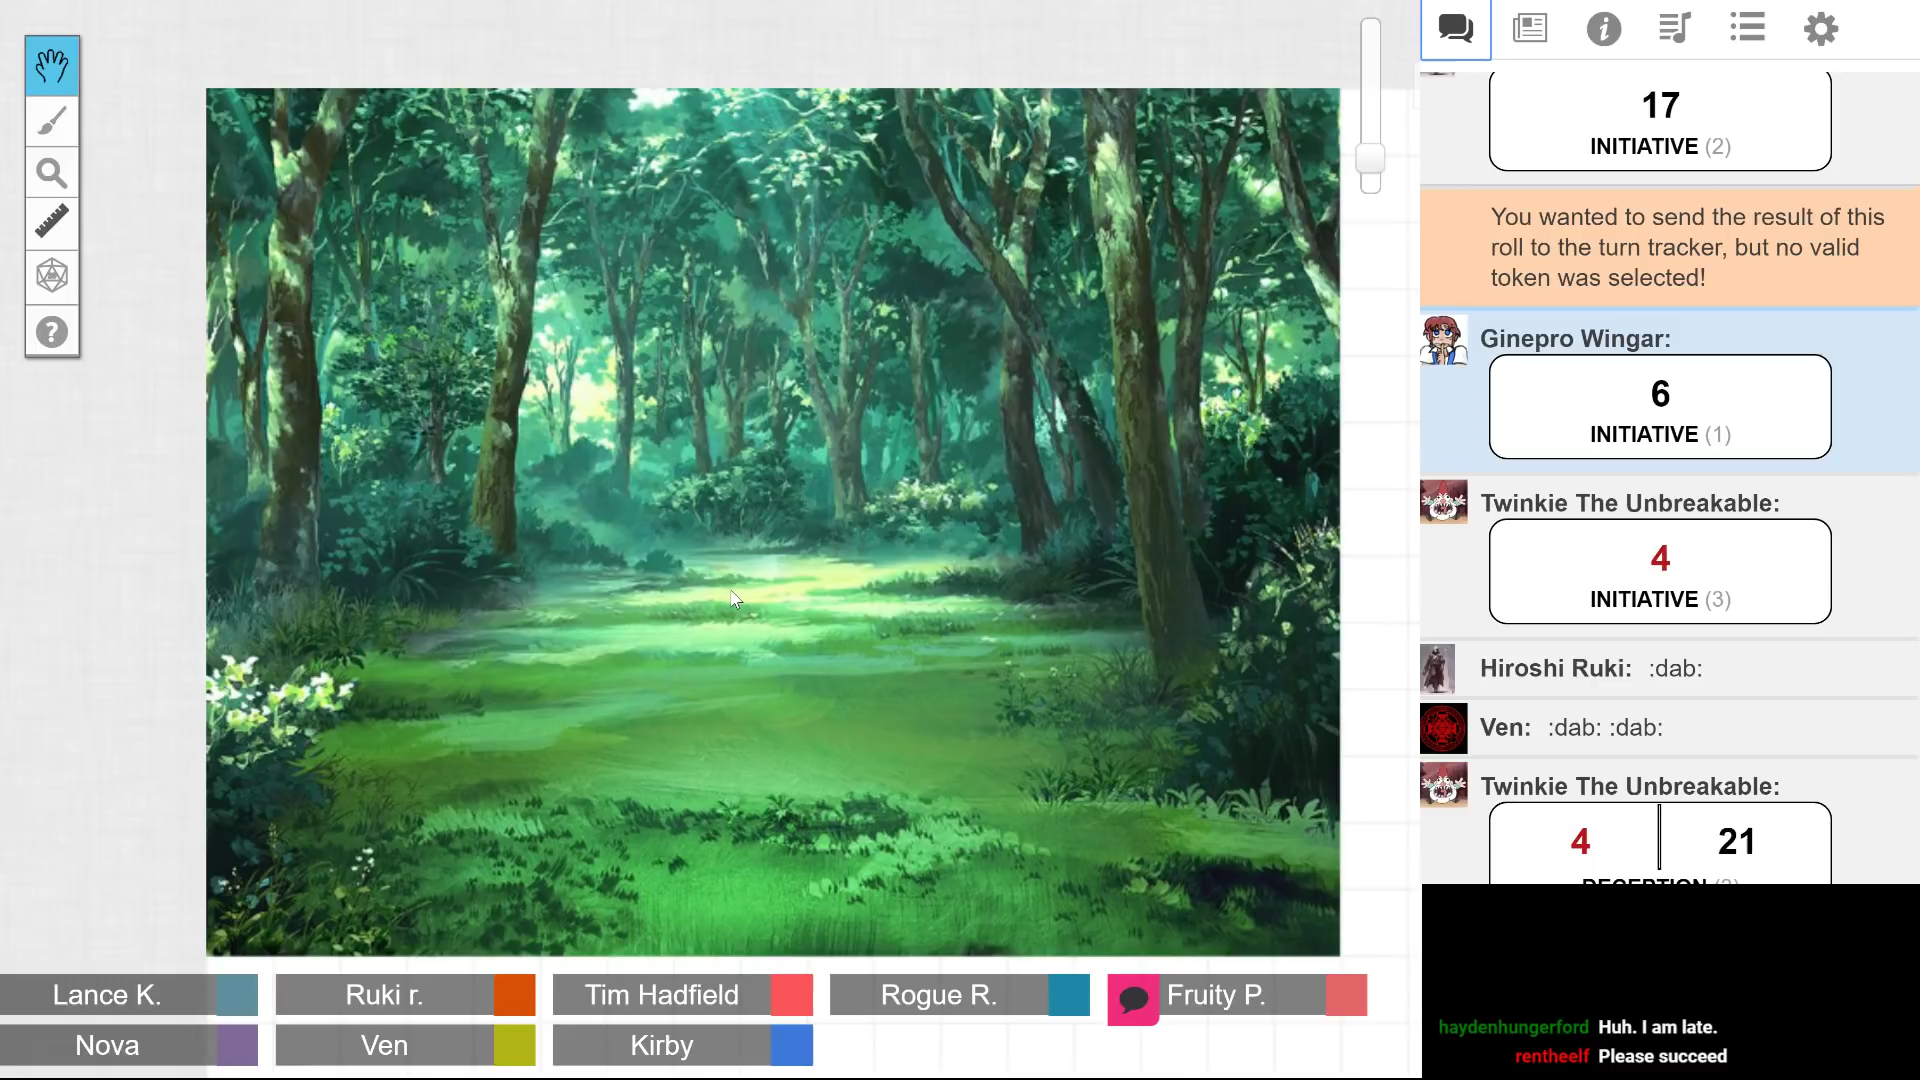 17
INITIATIVE (2)
You wanted to send the result of this
roll to the turn tracker, but no valid
token was selected!
Ginepro Wingar:
6
INITIATIVE (1)
Twinkie The Unbreakable:
4
INITIATIVE (3)
Hiroshi Ruki: :dab:
Ven: :dab: :dab:
Twinkie The Unbreakable:
4 21
DECEPTION
Lance K.
Ruki r.
Tim Hadfield
Rogue R.
Fruity P.
Nova
Ven
Kirby
haydenhungerford Huh. I am late.
rentheelf Please succeed